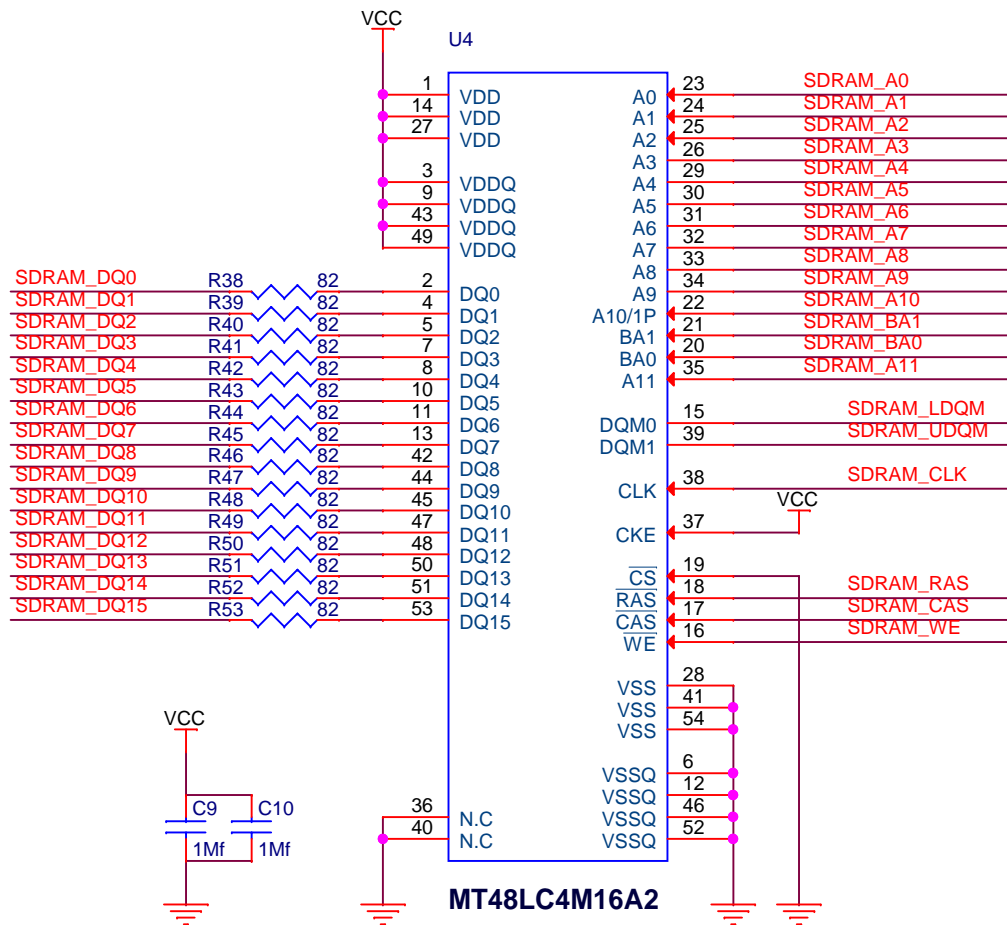 VCC
U4
1 VDD A0 23 SDRAM_A0
14 VDD A1 24 SDRAM_A1
27 VDD A2 25 SDRAM_A2
A3 26 SDRAM_A3
3 VDDQ A4 29 SDRAM_A4
9 VDDQ A5 30 SDRAM_A5
43 VDDQ A6 31 SDRAM_A6
49 VDDQ A7 32 SDRAM_A7
A8 33 SDRAM_A8
SDRAM_DQ0 R38 82 2 DQ0 A9 34 SDRAM_A9
SDRAM_DQ1 R39 82 4 DQ1 A10/1P 22 SDRAM_A10
SDRAM_DQ2 R40 82 5 DQ2 BA1 21 SDRAM_BA1
SDRAM_DQ3 R41 82 7 DQ3 BA0 20 SDRAM_BA0
SDRAM_DQ4 R42 82 8 DQ4 A11 35 SDRAM_A11
SDRAM_DQ5 R43 82 10 DQ5
SDRAM_DQ6 R44 82 11 DQ6 DQM0 15 SDRAM_LDQM
SDRAM_DQ7 R45 82 13 DQ7 DQM1 39 SDRAM_UDQM
SDRAM_DQ8 R46 82 42 DQ8
SDRAM_DQ9 R47 82 44 DQ9 CLK 38 SDRAM_CLK
SDRAM_DQ10 R48 82 45 DQ10 VCC
SDRAM_DQ11 R49 82 47 DQ11 CKE 37
SDRAM_DQ12 R50 82 48 DQ12
SDRAM_DQ13 R51 82 50 DQ13 CS 19
SDRAM_DQ14 R52 82 51 DQ14 RAS 18 SDRAM_RAS
SDRAM_DQ15 R53 82 53 DQ15 CAS 17 SDRAM_CAS
WE 16 SDRAM_WE
VSS 28
VSS 41
VCC VSS 54
VSSQ 6
VSSQ 12
C9 C10 36 N.C VSSQ 46
1Mf 1Mf 40 N.C VSSQ 52
MT48LC4M16A2